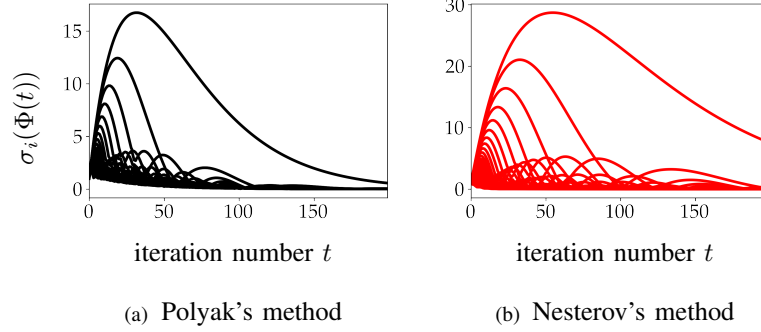 15
10
5
0
0 50 100 150
σ_i(Φ(t))
iteration number t
(a) Polyak's method
30
20
10
0
0 50 100 150
iteration number t
(b) Nesterov's method